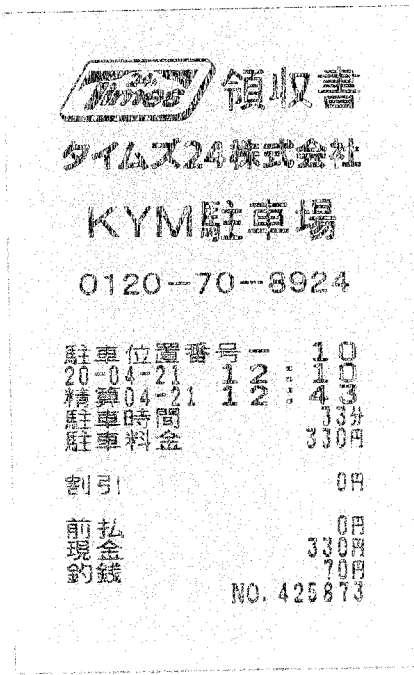 Times 領収書
タイムズ24株式会社
KYM駐車場
0120-70-8924
駐車位置番号- 10
20-04-21 12:10
精算04-21 12:43
駐車時間 33分
駐車料金 330円
割引 0円
前払 0円
現金 330円
釣銭 70円
NO.425873